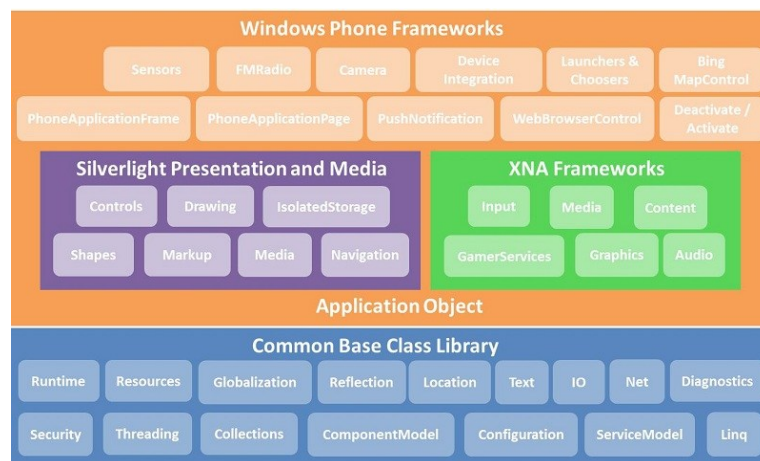 Windows Phone Frameworks
Sensors
FMRadio
Camera
Device
Integration
Launchers &
Choosers
Bing
MapControl
PhoneApplicationFrame
PhoneApplicationPage
PushNotification
WebBrowserControl
Deactivate /
Activate
Silverlight Presentation and Media
Controls
Drawing
IsolatedStorage
Shapes
Markup
Media
Navigation
XNA Frameworks
Input
Media
Content
GamerServices
Graphics
Audio
Application Object
Common Base Class Library
Runtime
Resources
Globalization
Reflection
Location
Text
IO
Net
Diagnostics
Security
Threading
Collections
ComponentModel
Configuration
ServiceModel
Linq